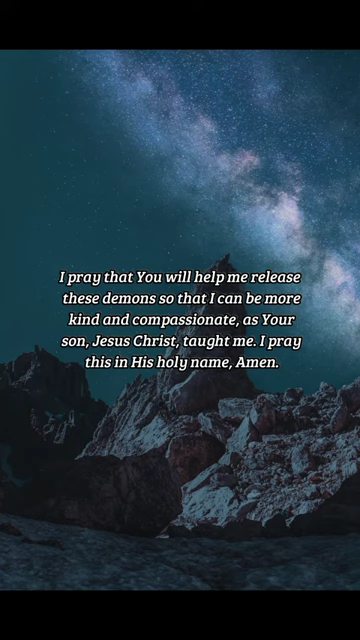 I pray that You will help me release
these demons so that I can be more
kind and compassionate, as Your
son, Jesus Christ, taught me. I pray
this in His holy name, Amen.